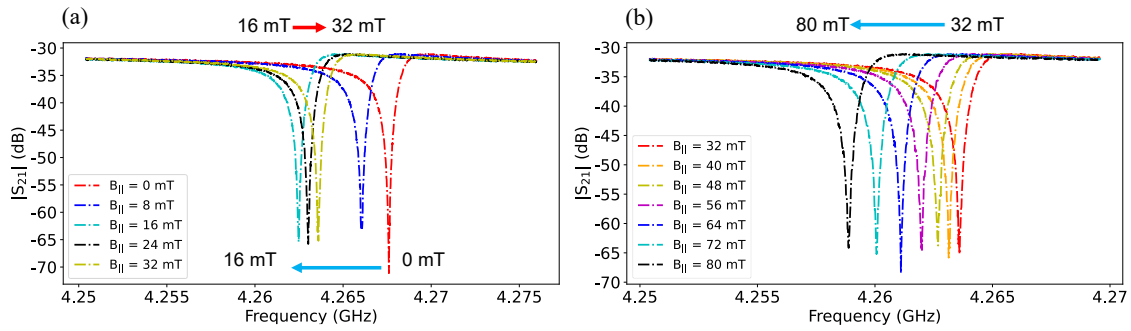 (a)
16 mT 32 mT
-30
-35
-40
-45
-50
-55
-60
-65
-70
|S21| (dB)
B|| = 0 mT
B|| = 8 mT
B|| = 16 mT
B|| = 24 mT
B|| = 32 mT
16 mT 0 mT
4.25 4.255 4.26 4.265 4.27 4.275
Frequency (GHz)
(b)
80 mT 32 mT
-30
-35
-40
-45
-50
-55
-60
-65
-70
|S21| (dB)
B|| = 32 mT
B|| = 40 mT
B|| = 48 mT
B|| = 56 mT
B|| = 64 mT
B|| = 72 mT
B|| = 80 mT
4.25 4.255 4.26 4.265 4.27
Frequency (GHz)